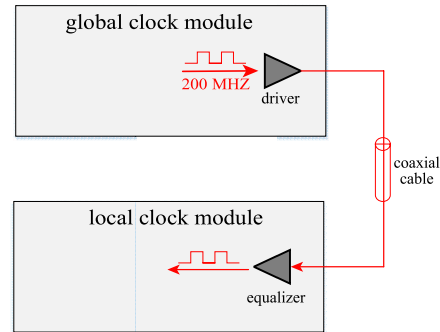 global clock module
200 MHZ
driver
coaxial
cable
local clock module
equalizer